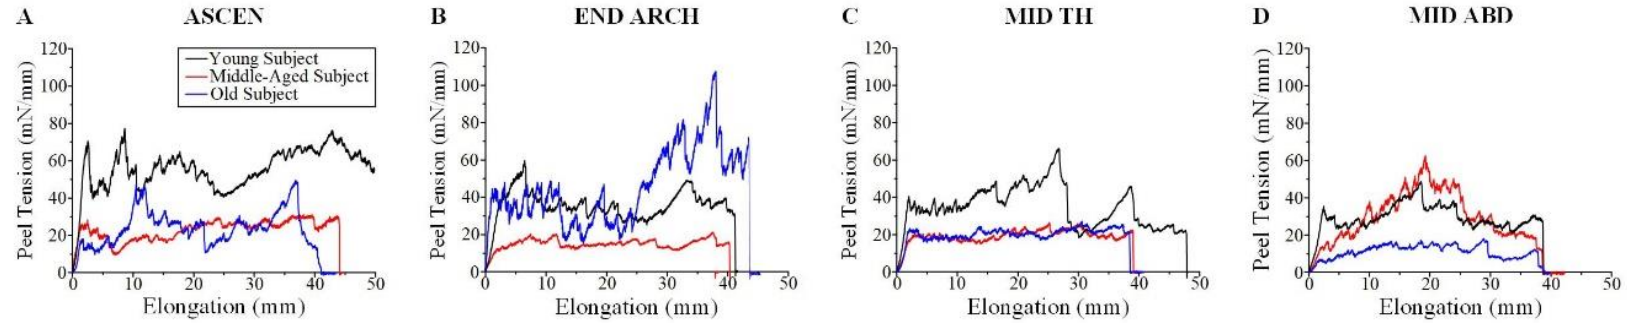 A ASCEN
Peel Tension (mN/mm)
120
100
80
60
40
20
0
Young Subject
Middle-Aged Subject
Old Subject
0 10 20 30 40 50
Elongation (mm)
B END ARCH
Peel Tension (mN/mm)
120
100
80
60
40
20
0
0 10 20 30 40 50
Elongation (mm)
C MID TH
Peel Tension (mN/mm)
120
100
80
60
40
20
0
0 10 20 30 40 50
Elongation (mm)
D MID ABD
Peel Tension (mN/mm)
120
100
80
60
40
20
0
0 10 20 30 40 50
Elongation (mm)